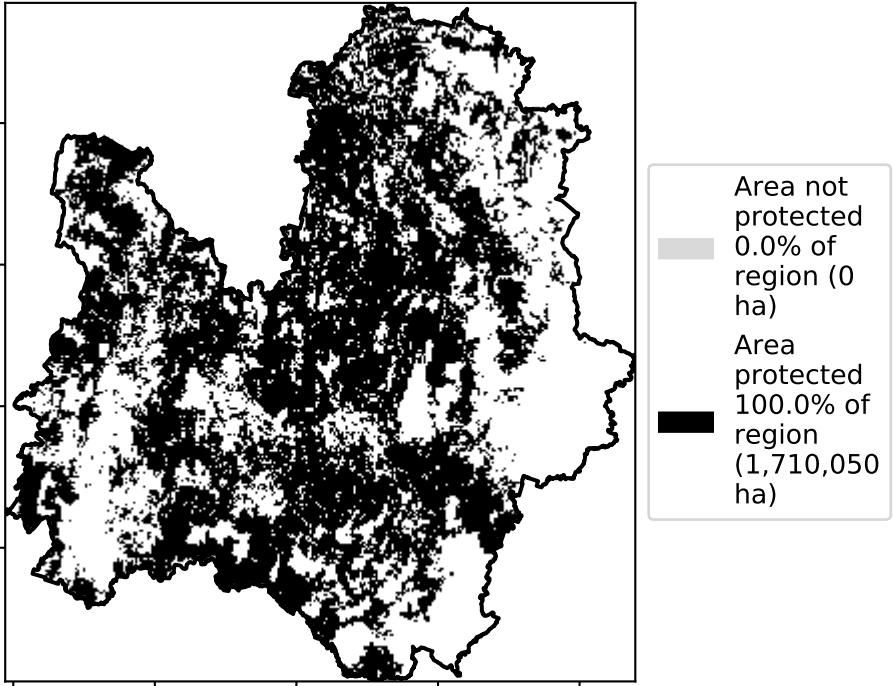 Area not
protected
0.0% of
region (0
ha)
Area
protected
100.0% of
region
(1,710,050
ha)